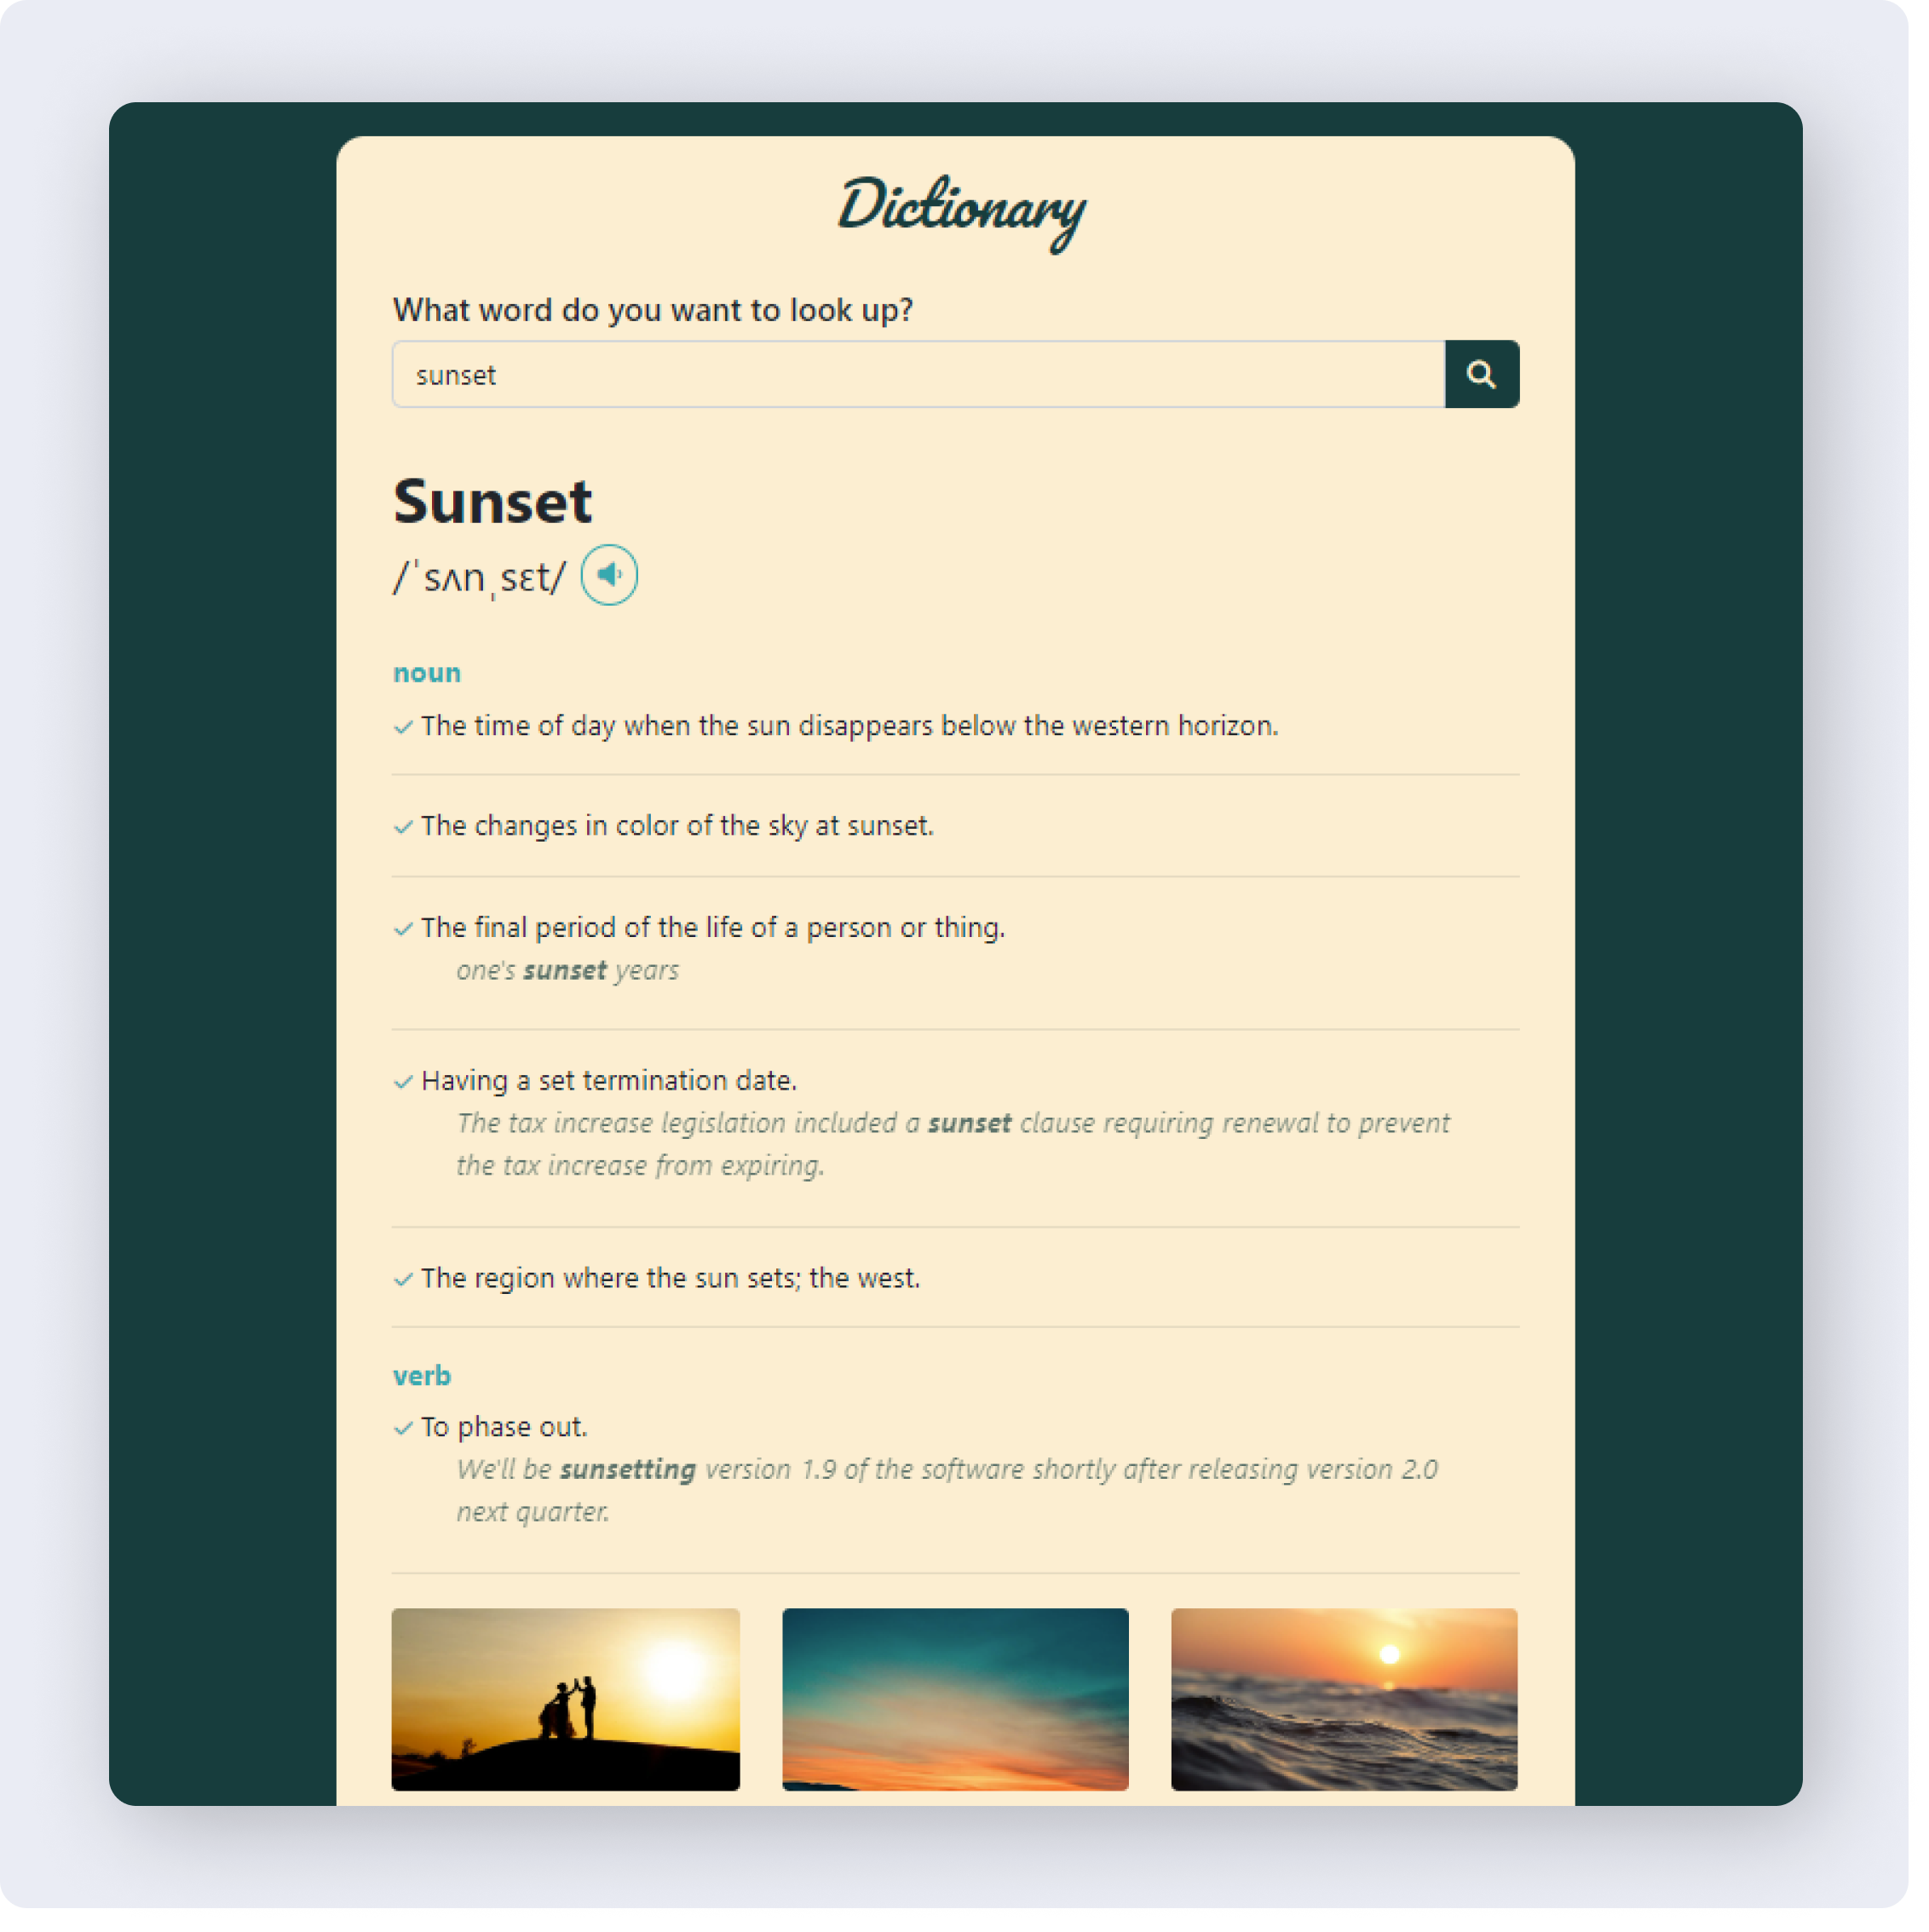 Dictionary
What word do you want to look up?
sunset
Sunset
/ˈsʌnˌsɛt/
noun
The time of day when the sun disappears below the western horizon.
The changes in color of the sky at sunset.
The final period of the life of a person or thing.
one's sunset years
Having a set termination date.
The tax increase legislation included a sunset clause requiring renewal to prevent
the tax increase from expiring.
The region where the sun sets; the west.
verb
To phase out.
We'll be sunsetting version 1.9 of the software shortly after releasing version 2.0
next quarter.